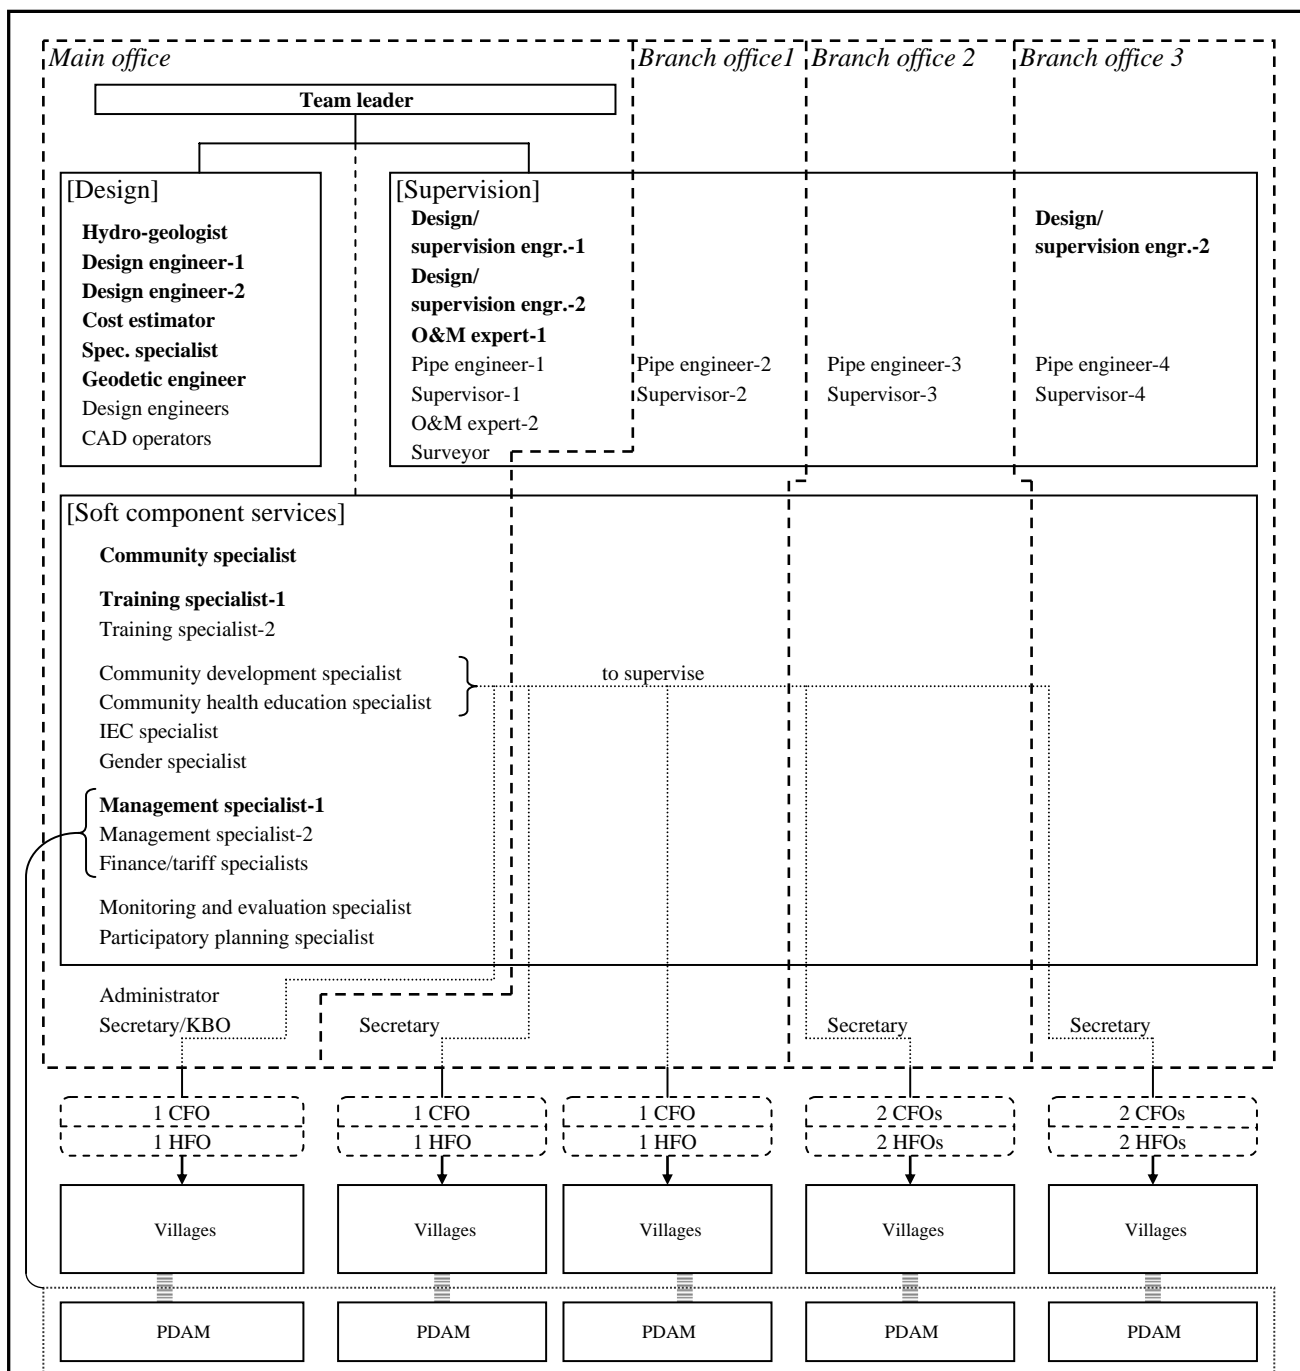 Main office
Branch office1
Branch office 2
Branch office 3
Team leader
[Design]
Hydro-geologist
Design engineer-1
Design engineer-2
Cost estimator
Spec. specialist
Geodetic engineer
Design engineers
CAD operators
[Supervision]
Design/
supervision engr.-1
Design/
supervision engr.-2
O&M expert-1
Pipe engineer-1
Supervisor-1
O&M expert-2
Surveyor
Pipe engineer-2
Supervisor-2
Pipe engineer-3
Supervisor-3
Design/
supervision engr.-2
Pipe engineer-4
Supervisor-4
[Soft component services]
Community specialist
Training specialist-1
Training specialist-2
Community development specialist
Community health education specialist
to supervise
IEC specialist
Gender specialist
Management specialist-1
Management specialist-2
Finance/tariff specialists
Monitoring and evaluation specialist
Participatory planning specialist
Administrator
Secretary/KBO
Secretary
Secretary
Secretary
1 CFO
1 HFO
1 CFO
1 HFO
1 CFO
1 HFO
2 CFOs
2 HFOs
2 CFOs
2 HFOs
Villages
Villages
Villages
Villages
Villages
PDAM
PDAM
PDAM
PDAM
PDAM